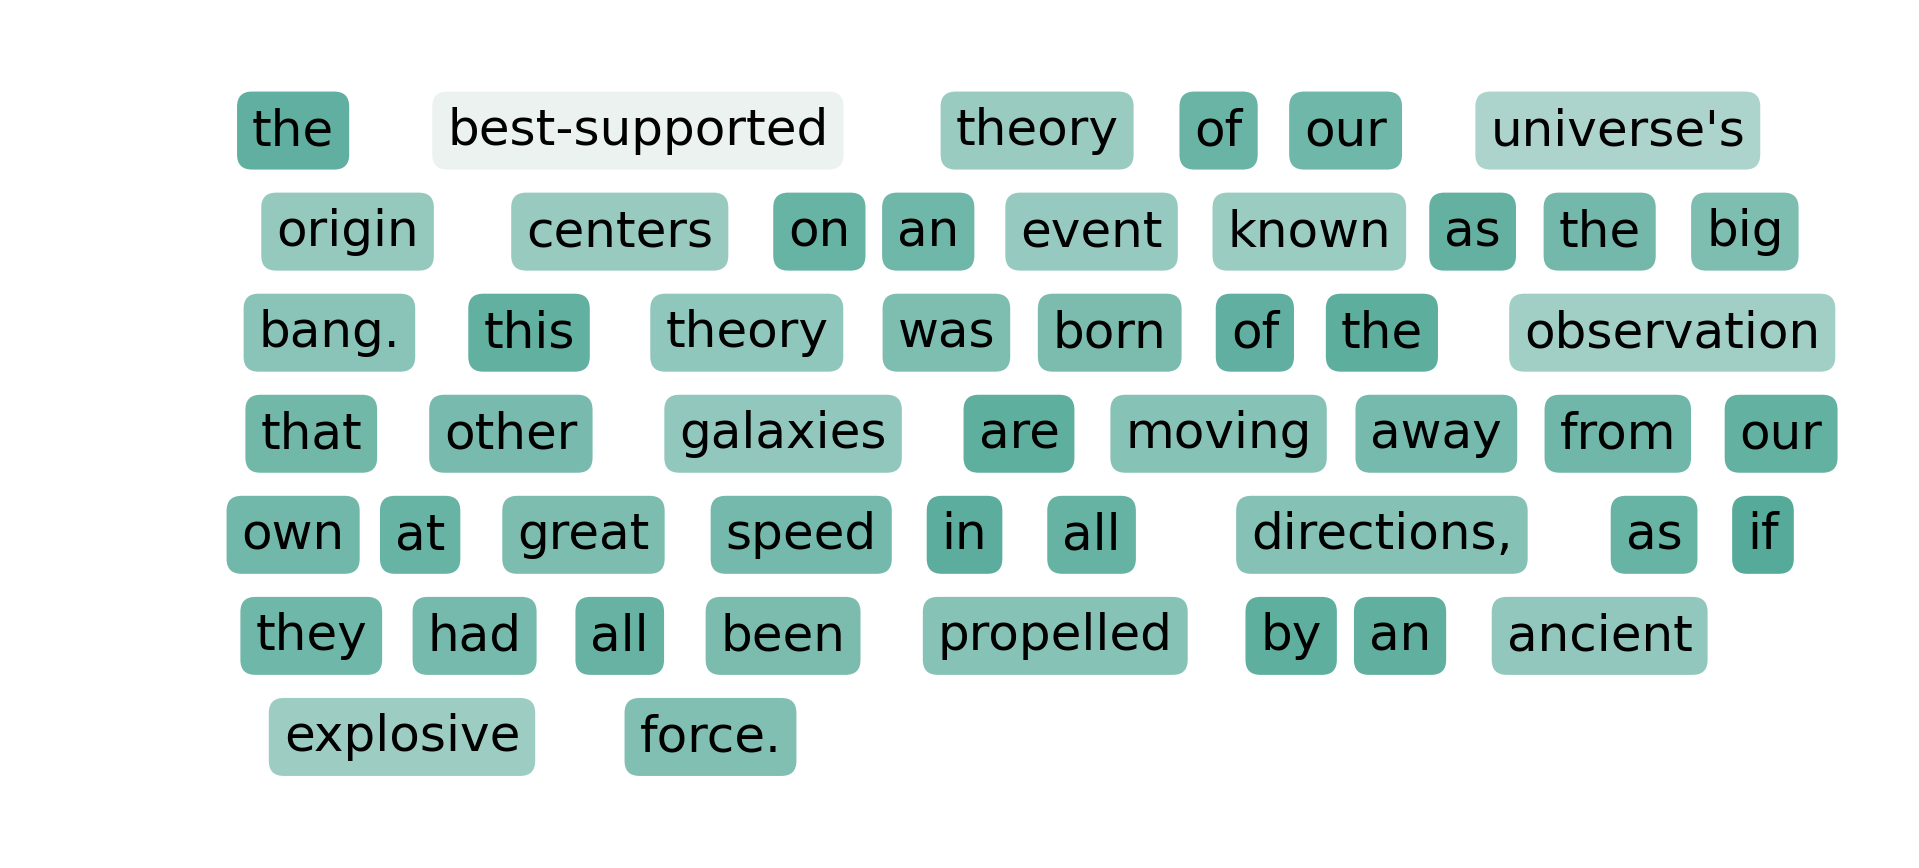 the best-supported theory of our universe's
origin centers on an event known as the big
bang. this theory was born of the observation
that other galaxies are moving away from our
own at great speed in all directions, as if
they had all been propelled by an ancient
explosive force.